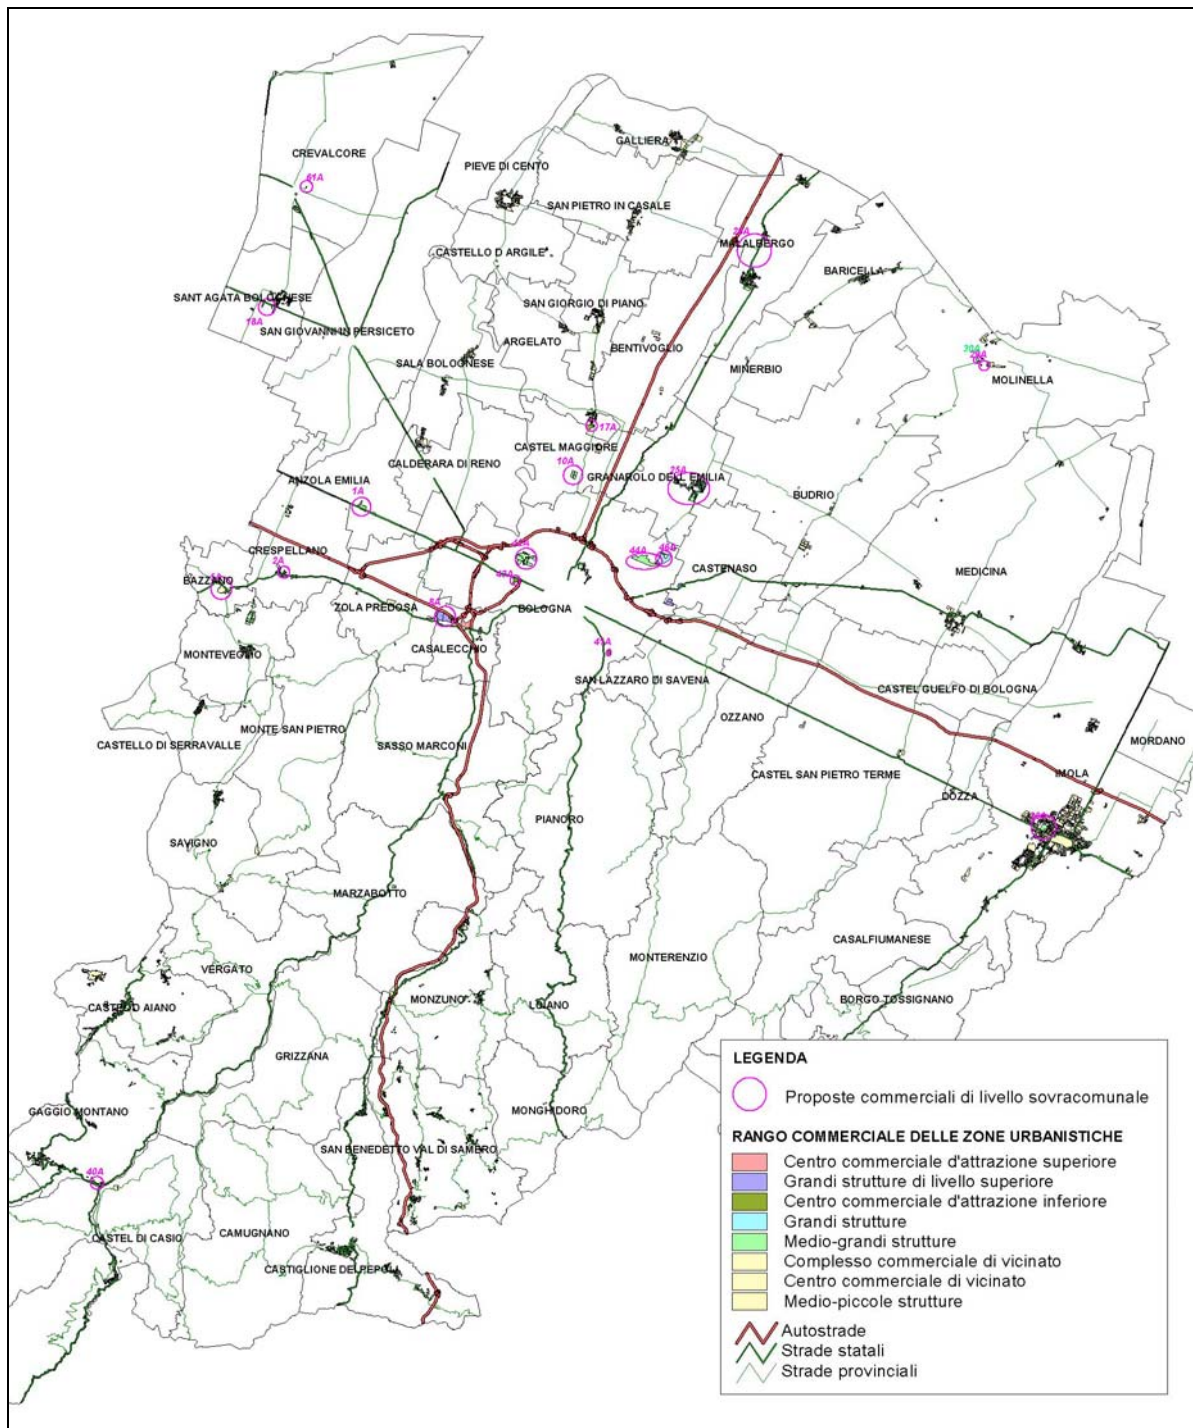 CREVALCORE
61A
GALLIERA
PIEVE DI CENTO
SAN PIETRO IN CASALE
MALALBERGO
CASTELLO D ARGILE
BARICELLA
SANT AGATA BOLOGNESE
18A
SAN GIORGIO DI PIANO
SAN GIOVANNI IN PERSICETO
ARGELATO
BENTIVOGLIO
SALA BOLOGNESE
MINERBIO
MOLINELLA
17A
CASTEL MAGGIORE
CALDERARA DI RENO
10A
GRANAROLO DELL EMILIA
25A
ANZOLA EMILIA
1A
BUDRIO
CRESPELLANO
2A
44A
CASTENASO
MEDICINA
BAZZANO
ZOLA PREDOSA
BOLOGNA
CASALECCHIO
MONTEVEGLIO
SAN LAZZARO DI SAVENA
CASTEL GUELFO DI BOLOGNA
MONTE SAN PIETRO
OZZANO
CASTELLO DI SERRAVALLE
SASSO MARCONI
MORDANO
CASTEL SAN PIETRO TERME
IMOLA
DOZZA
PIANORO
SAVIGNO
MARZABOTTO
CASALFIUMANESE
MONTERENZIO
VERGATO
MONZUNO
LOIANO
BORGO TOSSIGNANO
CASTEL D AIANO
GRIZZANA
GAGGIO MONTANO
MONGHIDORO
SAN BENEDETTO VAL DI SAMBRO
40A
CAMUGNANO
CASTEL DI CASIO
CASTIGLIONE DEI PEPOLI
LEGENDA
Proposte commerciali di livello sovracomunale
RANGO COMMERCIALE DELLE ZONE URBANISTICHE
Centro commerciale d'attrazione superiore
Grandi strutture di livello superiore
Centro commerciale d'attrazione inferiore
Grandi strutture
Medio-grandi strutture
Complesso commerciale di vicinato
Centro commerciale di vicinato
Medio-piccole strutture
Autostrade
Strade statali
Strade provinciali